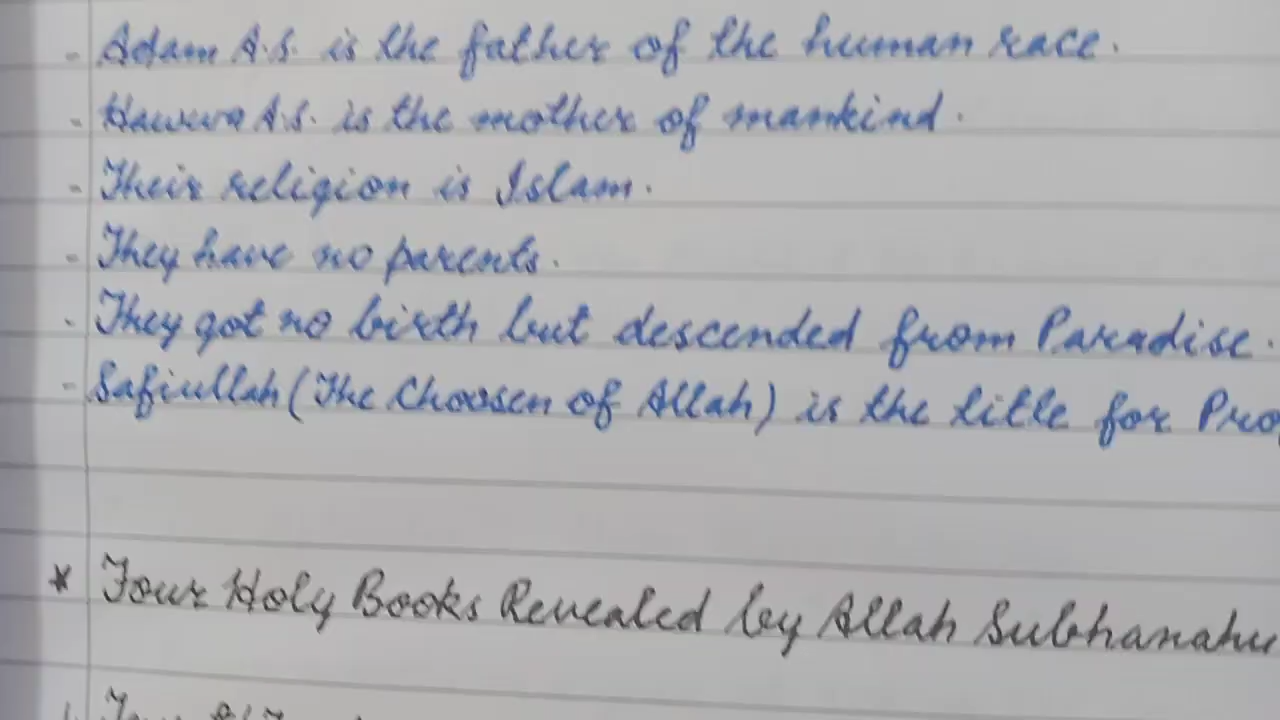 - Adam A.S. is the father of the human race.
- Hawwa A.S. is the mother of mankind.
- Their religion is Islam.
- They have no parents.
- They got no birth but descended from Paradise.
- Safiullah (The Choosen of Allah) is the title for Pro
* Four Holy Books Revealed by Allah Subhanahu